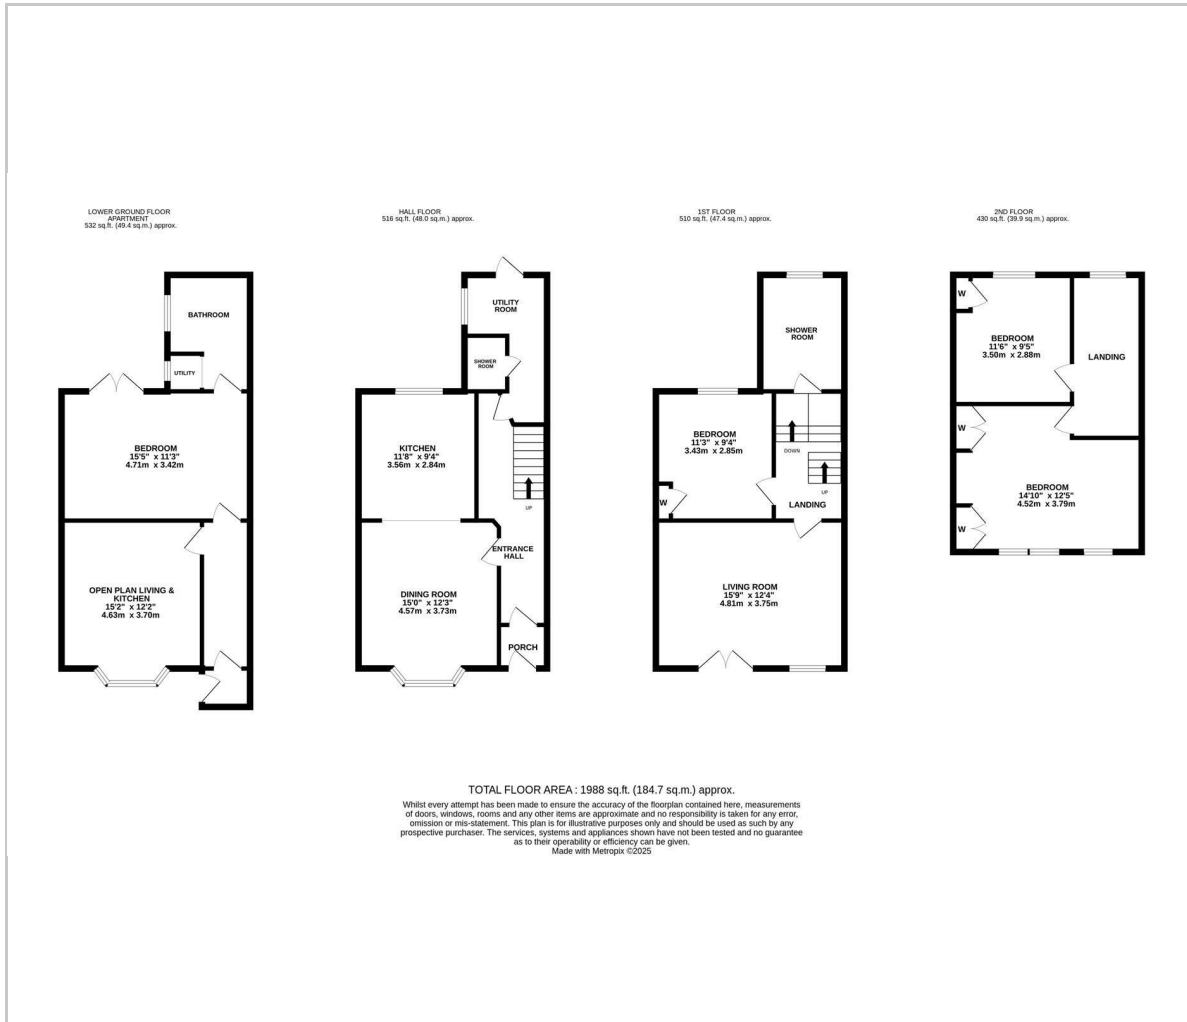 LOWER GROUND FLOOR
APARTMENT
532 sq.ft. (49.4 sq.m.) approx.
BATHROOM
UTILITY
BEDROOM
15'5" x 11'3"
4.71m x 3.42m
OPEN PLAN LIVING &
KITCHEN
15'2" x 12'2"
4.63m x 3.70m
HALL FLOOR
516 sq.ft. (48.0 sq.m.) approx.
UTILITY
ROOM
SHOWER
ROOM
KITCHEN
11'8" x 9'4"
3.56m x 2.84m
UP
ENTRANCE
HALL
DINING ROOM
15'0" x 12'3"
4.57m x 3.73m
PORCH
1ST FLOOR
510 sq.ft. (47.4 sq.m.) approx.
SHOWER
ROOM
BEDROOM
11'3" x 9'4"
3.43m x 2.85m
DOWN
UP
W
LANDING
LIVING ROOM
15'9" x 12'4"
4.81m x 3.75m
2ND FLOOR
430 sq.ft. (39.9 sq.m.) approx.
W
BEDROOM
11'6" x 9'5"
3.50m x 2.88m
LANDING
W
BEDROOM
14'10" x 12'5"
4.52m x 3.79m
W
TOTAL FLOOR AREA : 1988 sq.ft. (184.7 sq.m.) approx.
Whilst every attempt has been made to ensure the accuracy of the floorplan contained here, measurements
of doors, windows, rooms and any other items are approximate and no responsibility is taken for any error,
omission or mis-statement. This plan is for illustrative purposes only and should be used as such by any
prospective purchaser. The services, systems and appliances shown have not been tested and no guarantee
as to their operability or efficiency can be given.
Made with Metropix ©2025